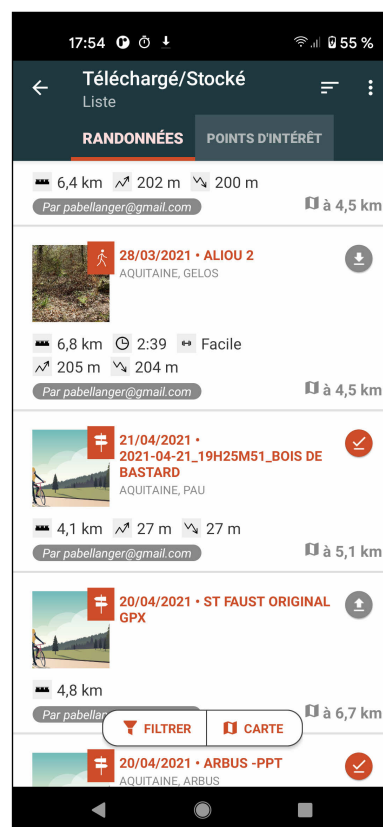 17:54
55 %
Téléchargé/Stocké
Liste
RANDONNÉES
POINTS D'INTÉRÊT
6,4 km 202 m 200 m
Par pabellanger@gmail.com
à 4,5 km
28/03/2021 • ALIOU 2
AQUITAINE, GELOS
6,8 km 2:39 Facile
205 m 204 m
Par pabellanger@gmail.com
à 4,5 km
21/04/2021 •
2021-04-21_19H25M51_BOIS DE
BASTARD
AQUITAINE, PAU
4,1 km 27 m 27 m
Par pabellanger@gmail.com
à 5,1 km
20/04/2021 • ST FAUST ORIGINAL
GPX
4,8 km
Par pabellan
à 6,7 km
FILTRER
CARTE
20/04/2021 • ARBUS -PPT
AQUITAINE, ARBUS